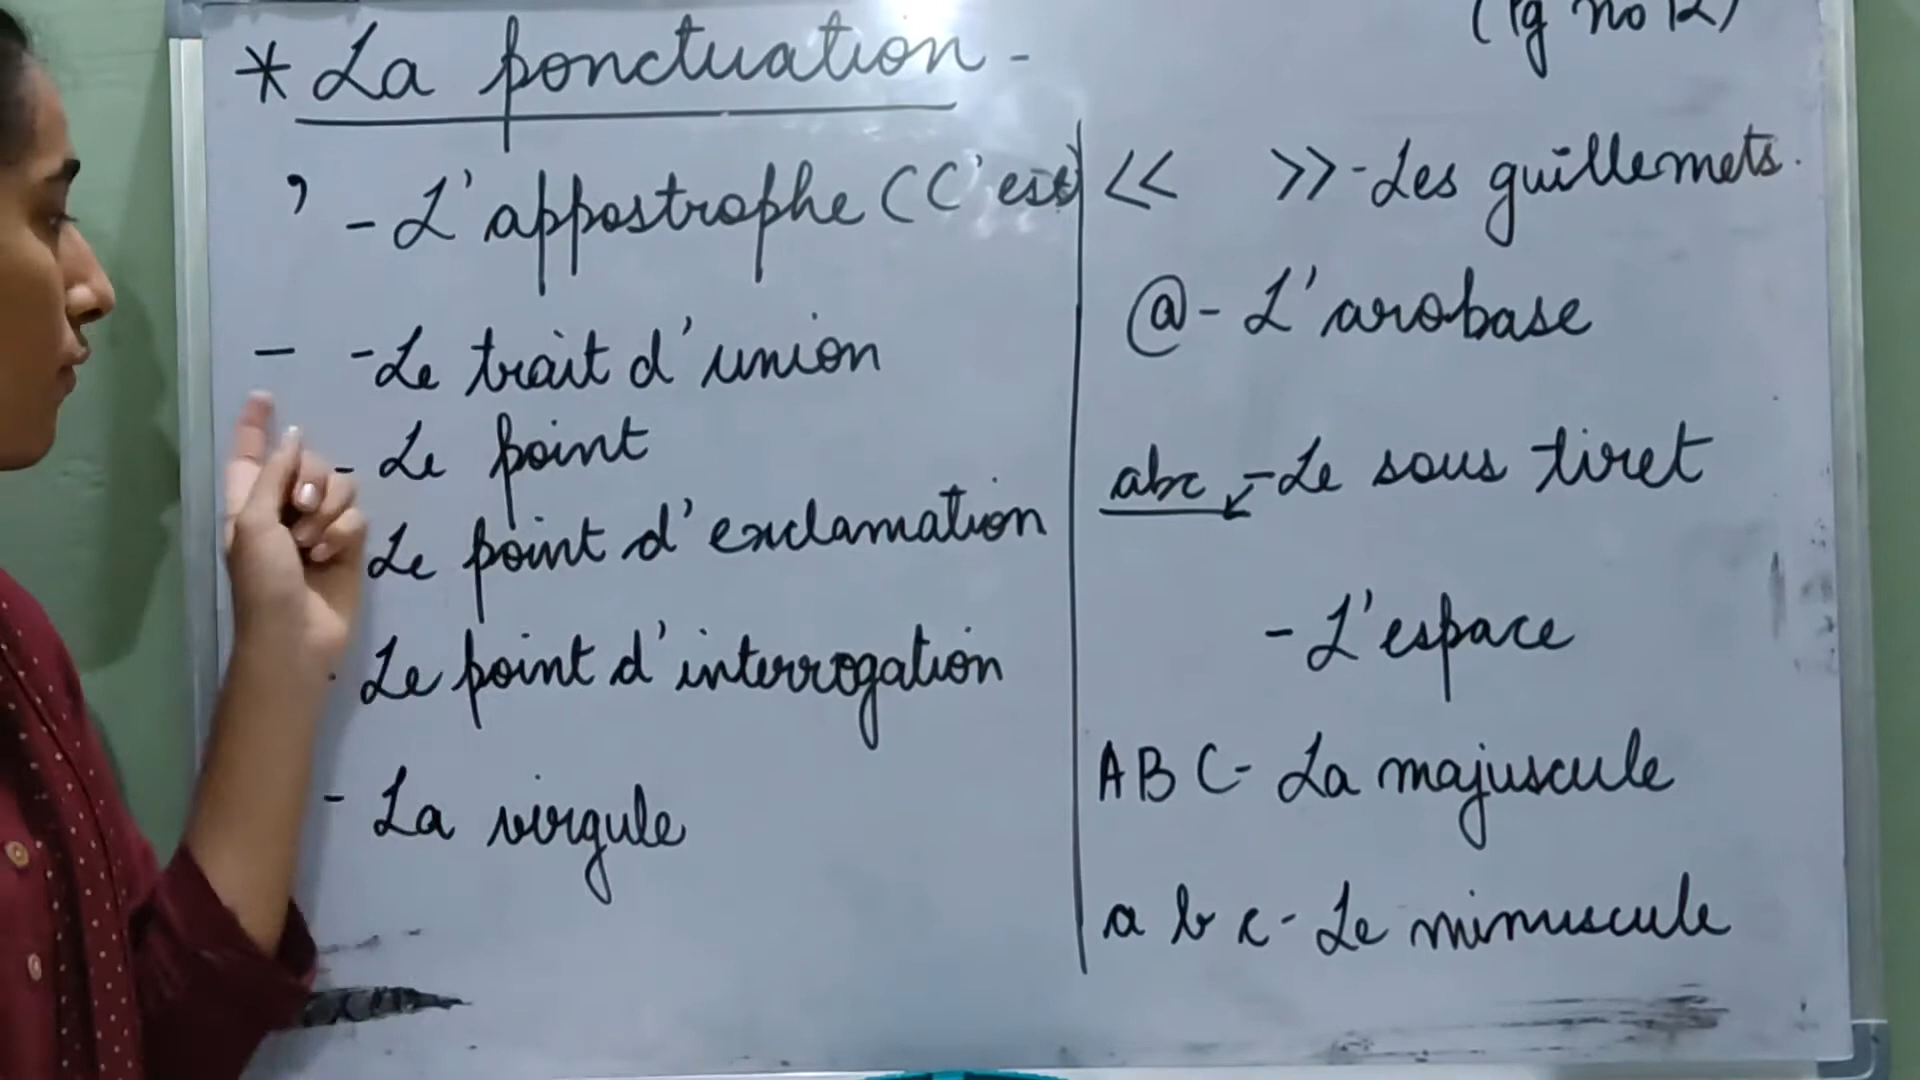 * La ponctuation -
(Pg no 12)
’ - L'appostrophe (C'est)
- - Le trait d'union
- Le point
Le point d'exclamation
Le point d'interrogation
- La virgule
<< >> - Les guillemets.
@ - L'arobase
abc - Le sous tiret
- L'espace
A B C - La majuscule
a b c - Le minuscule